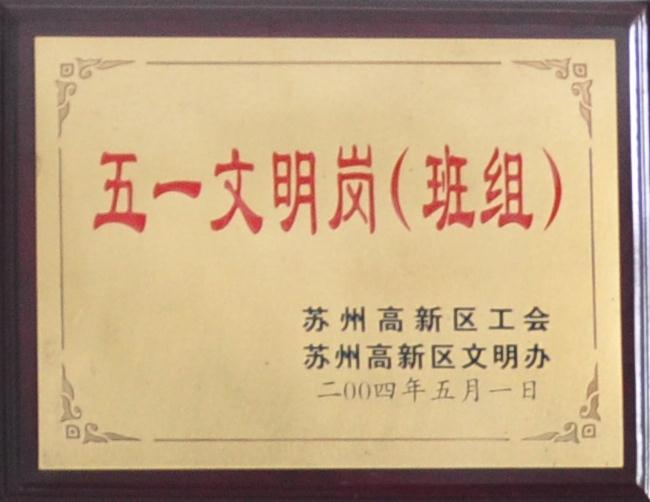 五一文明岗(班组)
苏州高新区工会
苏州高新区文明办
二00四年五月一日